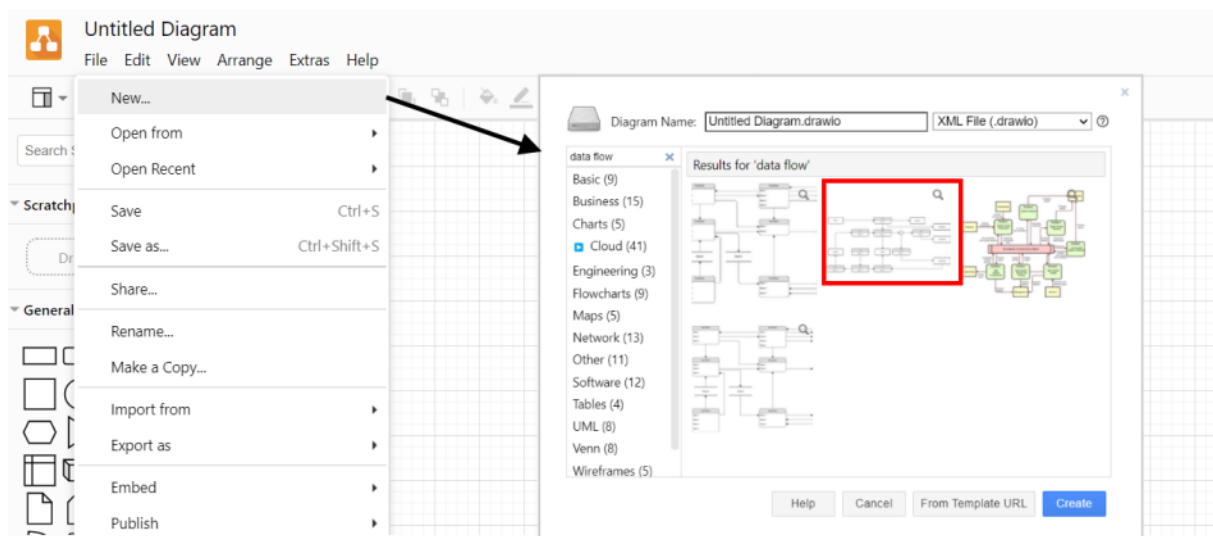 Untitled Diagram
File Edit View Arrange Extras Help
New...
Open from
Open Recent
Save Ctrl+S
Save as... Ctrl+Shift+S
Share...
Rename...
Make a Copy...
Import from
Export as
Embed
Publish
Search
Scratch
Dr
General
Diagram Name: Untitled Diagram.drawio XML File (.drawio)
data flow
Results for 'data flow'
Basic (9)
Business (15)
Charts (5)
Cloud (41)
Engineering (3)
Flowcharts (9)
Maps (5)
Network (13)
Other (11)
Software (12)
Tables (4)
UML (8)
Venn (8)
Wireframes (5)
Help Cancel From Template URL Create